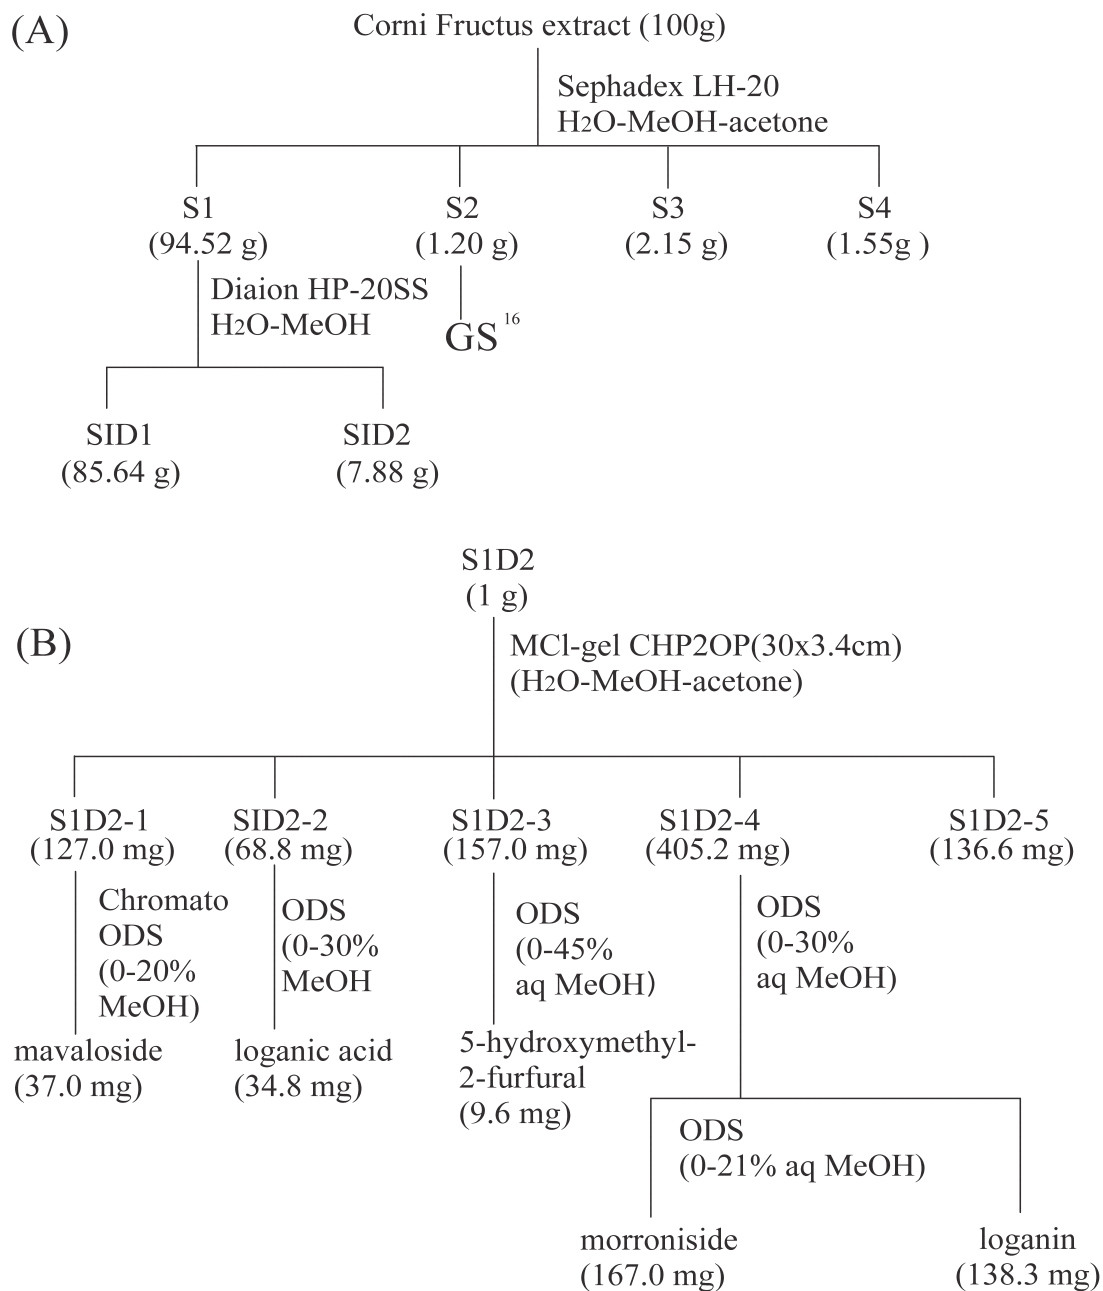 (A)
Corni Fructus extract (100g)
Sephadex LH-20
H2O-MeOH-acetone
S1
(94.52 g)
S2
(1.20 g)
S3
(2.15 g)
S4
(1.55g )
Diaion HP-20SS
H2O-MeOH
GS 16
SID1
(85.64 g)
SID2
(7.88 g)
S1D2
(1 g)
(B)
MCl-gel CHP2OP(30x3.4cm)
(H2O-MeOH-acetone)
S1D2-1
(127.0 mg)
SID2-2
(68.8 mg)
S1D2-3
(157.0 mg)
S1D2-4
(405.2 mg)
S1D2-5
(136.6 mg)
Chromato
ODS
(0-20%
MeOH)
ODS
(0-30%
MeOH
ODS
(0-45%
aq MeOH)
ODS
(0-30%
aq MeOH)
mavaloside
(37.0 mg)
loganic acid
(34.8 mg)
5-hydroxymethyl-
2-furfural
(9.6 mg)
ODS
(0-21% aq MeOH)
morroniside
(167.0 mg)
loganin
(138.3 mg)